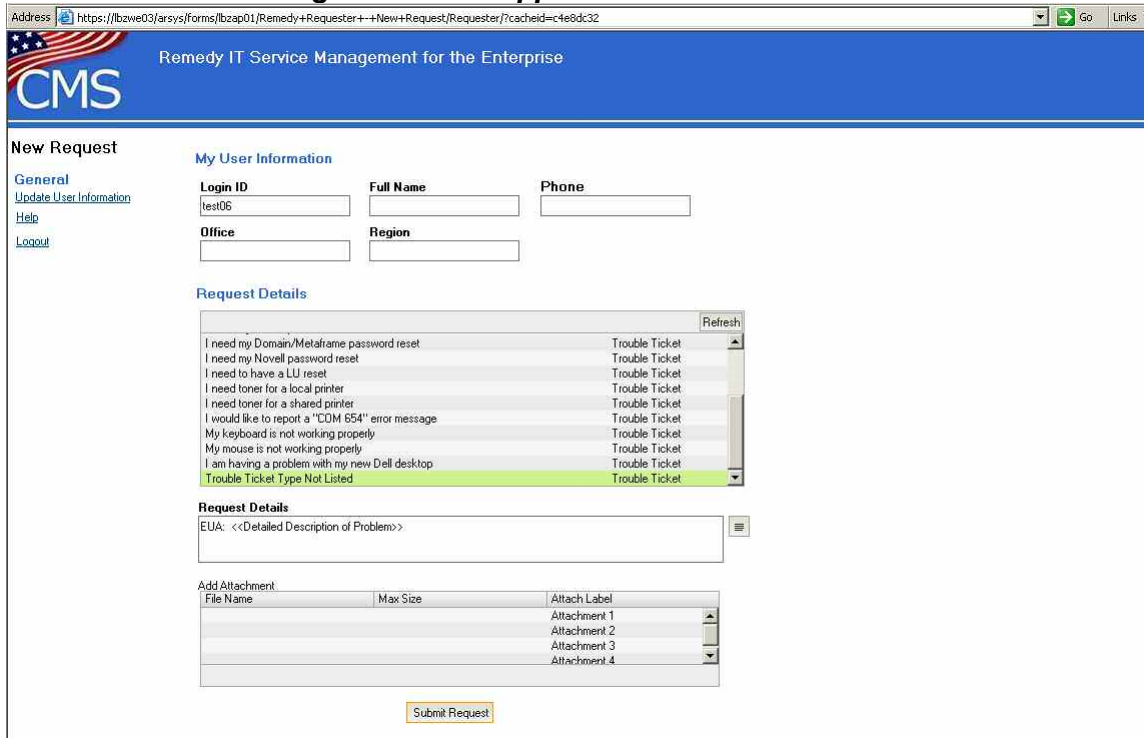 Address https://lbzwe03/arsys/forms/lbzap01/Remedy+Requester+-+New+Request/Requester/?cacheid=c4e8dc32 Go Links
CMS
Remedy IT Service Management for the Enterprise
New Request
General
Update User Information
Help
Logout
My User Information
Login ID Full Name Phone
test06
Office Region
Request Details
Refresh
I need my Domain/Metaframe password reset Trouble Ticket
I need my Novell password reset Trouble Ticket
I need to have a LU reset Trouble Ticket
I need toner for a local printer Trouble Ticket
I need toner for a shared printer Trouble Ticket
I would like to report a "COM 654" error message Trouble Ticket
My keyboard is not working properly Trouble Ticket
My mouse is not working properly Trouble Ticket
I am having a problem with my new Dell desktop Trouble Ticket
Trouble Ticket Type Not Listed Trouble Ticket
Request Details
EUA: <<Detailed Description of Problem>>
Add Attachment
File Name Max Size Attach Label
Attachment 1
Attachment 2
Attachment 3
Attachment 4
Submit Request